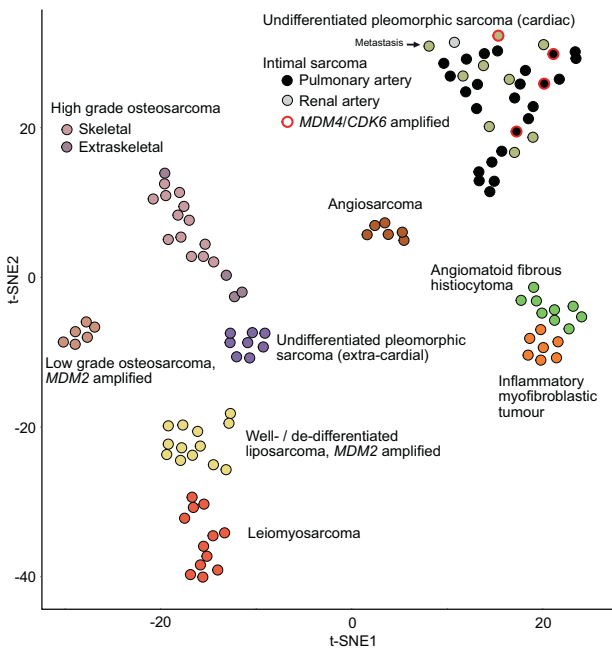 Undifferentiated pleomorphic sarcoma (cardiac)
Metastasis
Intimal sarcoma
Pulmonary artery
Renal artery
MDM4/CDK6 amplified
High grade osteosarcoma
Skeletal
Extraskeletal
Angiosarcoma
Angiomatoid fibrous
histiocytoma
Undifferentiated pleomorphic
sarcoma (extra-cardial)
Low grade osteosarcoma,
MDM2 amplified
Inflammatory
myofibroblastic
tumour
Well- / de-differentiated
liposarcoma, MDM2 amplified
Leiomyosarcoma
20
0
-20
-40
t-SNE2
-20
0
20
t-SNE1